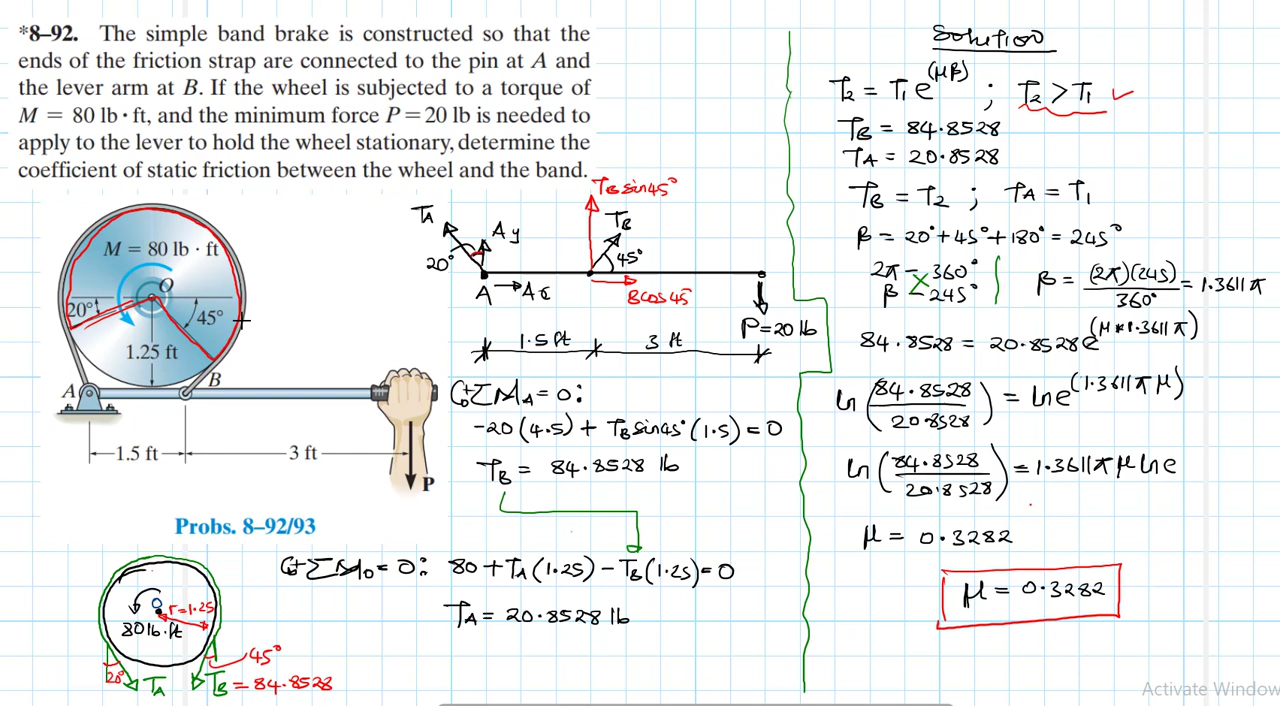 *8–92. The simple band brake is constructed so that the
ends of the friction strap are connected to the pin at A and
the lever arm at B. If the wheel is subjected to a torque of
M = 80 lb · ft, and the minimum force P = 20 lb is needed to
apply to the lever to hold the wheel stationary, determine the
coefficient of static friction between the wheel and the band.
M = 80 lb · ft
O
20°
45°
1.25 ft
A
B
1.5 ft
3 ft
P
Probs. 8–92/93
TB sin45°
TA
Ay
TB
20°
45°
A
Ax
Bcos45
P=20 lb
1.5 ft
3 ft
↺+ΣMA = 0:
-20(4.5) + TB sin45°(1.5) = 0
TB = 84.8528 lb
↺+ΣMO = 0: 80 + TA(1.25) – TB(1.25) = 0
TA = 20.8528 lb
O
r=1.25
80 lb.ft
45°
20°
TA
TB = 84.8528
Solution
T2 = T1 e^(μβ) ; T2 > T1 ✓
TB = 84.8528
TA = 20.8528
TB = T2 ; TA = T1
β = 20° + 45° + 180° = 245°
2π – 360°
β – 245°
β = (2π)(245) / 360° = 1.3611π
84.8528 = 20.8528e^(μ*1.3611π)
ln(84.8528 / 20.8528) = ln e^(1.3611πμ)
ln(84.8528 / 20.8528) = 1.3611πμ ln e
μ = 0.3282
μ = 0.3282
Activate Window